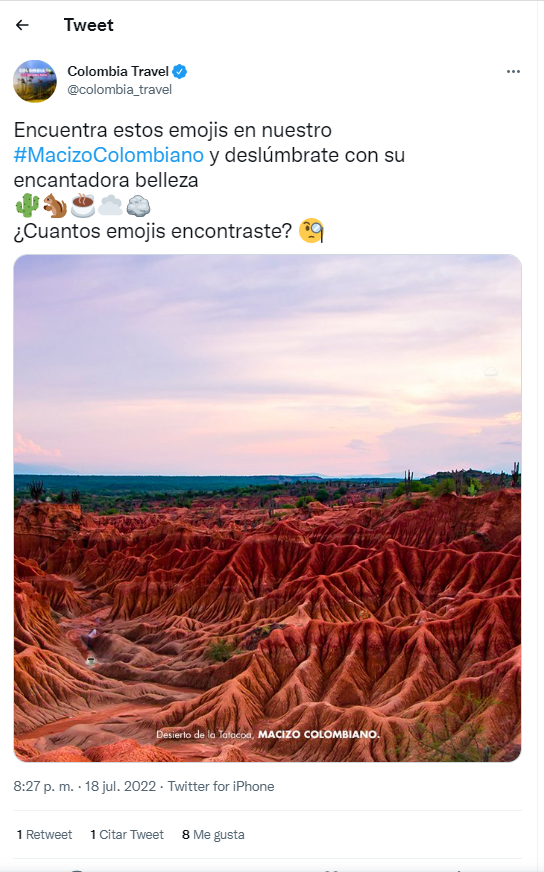 Tweet
Colombia Travel
@colombia_travel
Encuentra estos emojis en nuestro
#MacizoColombiano y deslúmbrate con su
encantadora belleza
🌵🐿️☕☁️🪨
¿Cuantos emojis encontraste? 🧐
Desierto de la Tatacoa, MACIZO COLOMBIANO.
8:27 p. m. · 18 jul. 2022 · Twitter for iPhone
1 Retweet 1 Citar Tweet 8 Me gusta